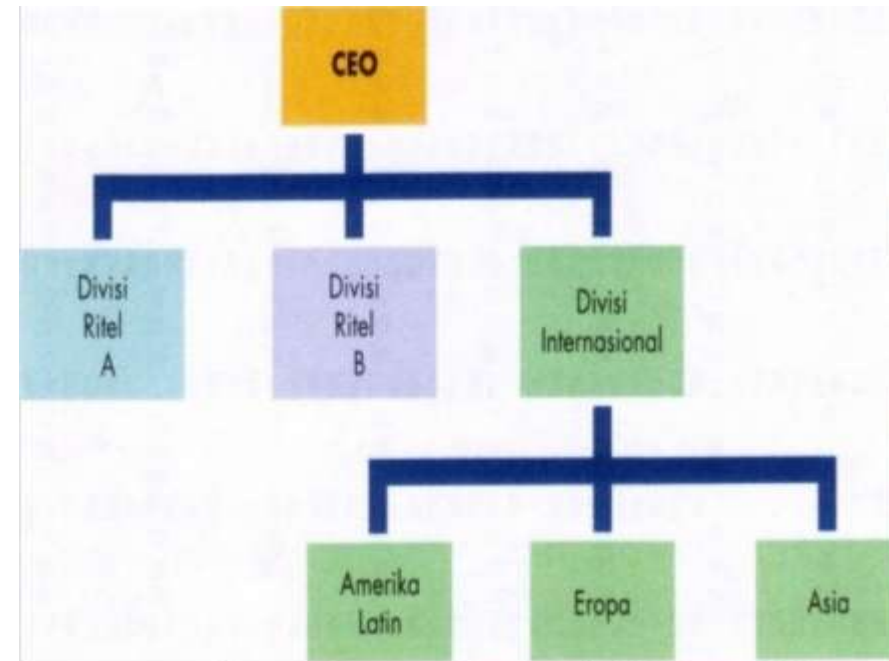 CEO
Divisi
Ritel
A
Divisi
Ritel
B
Divisi
Internasional
Amerika
Latin
Eropa
Asia